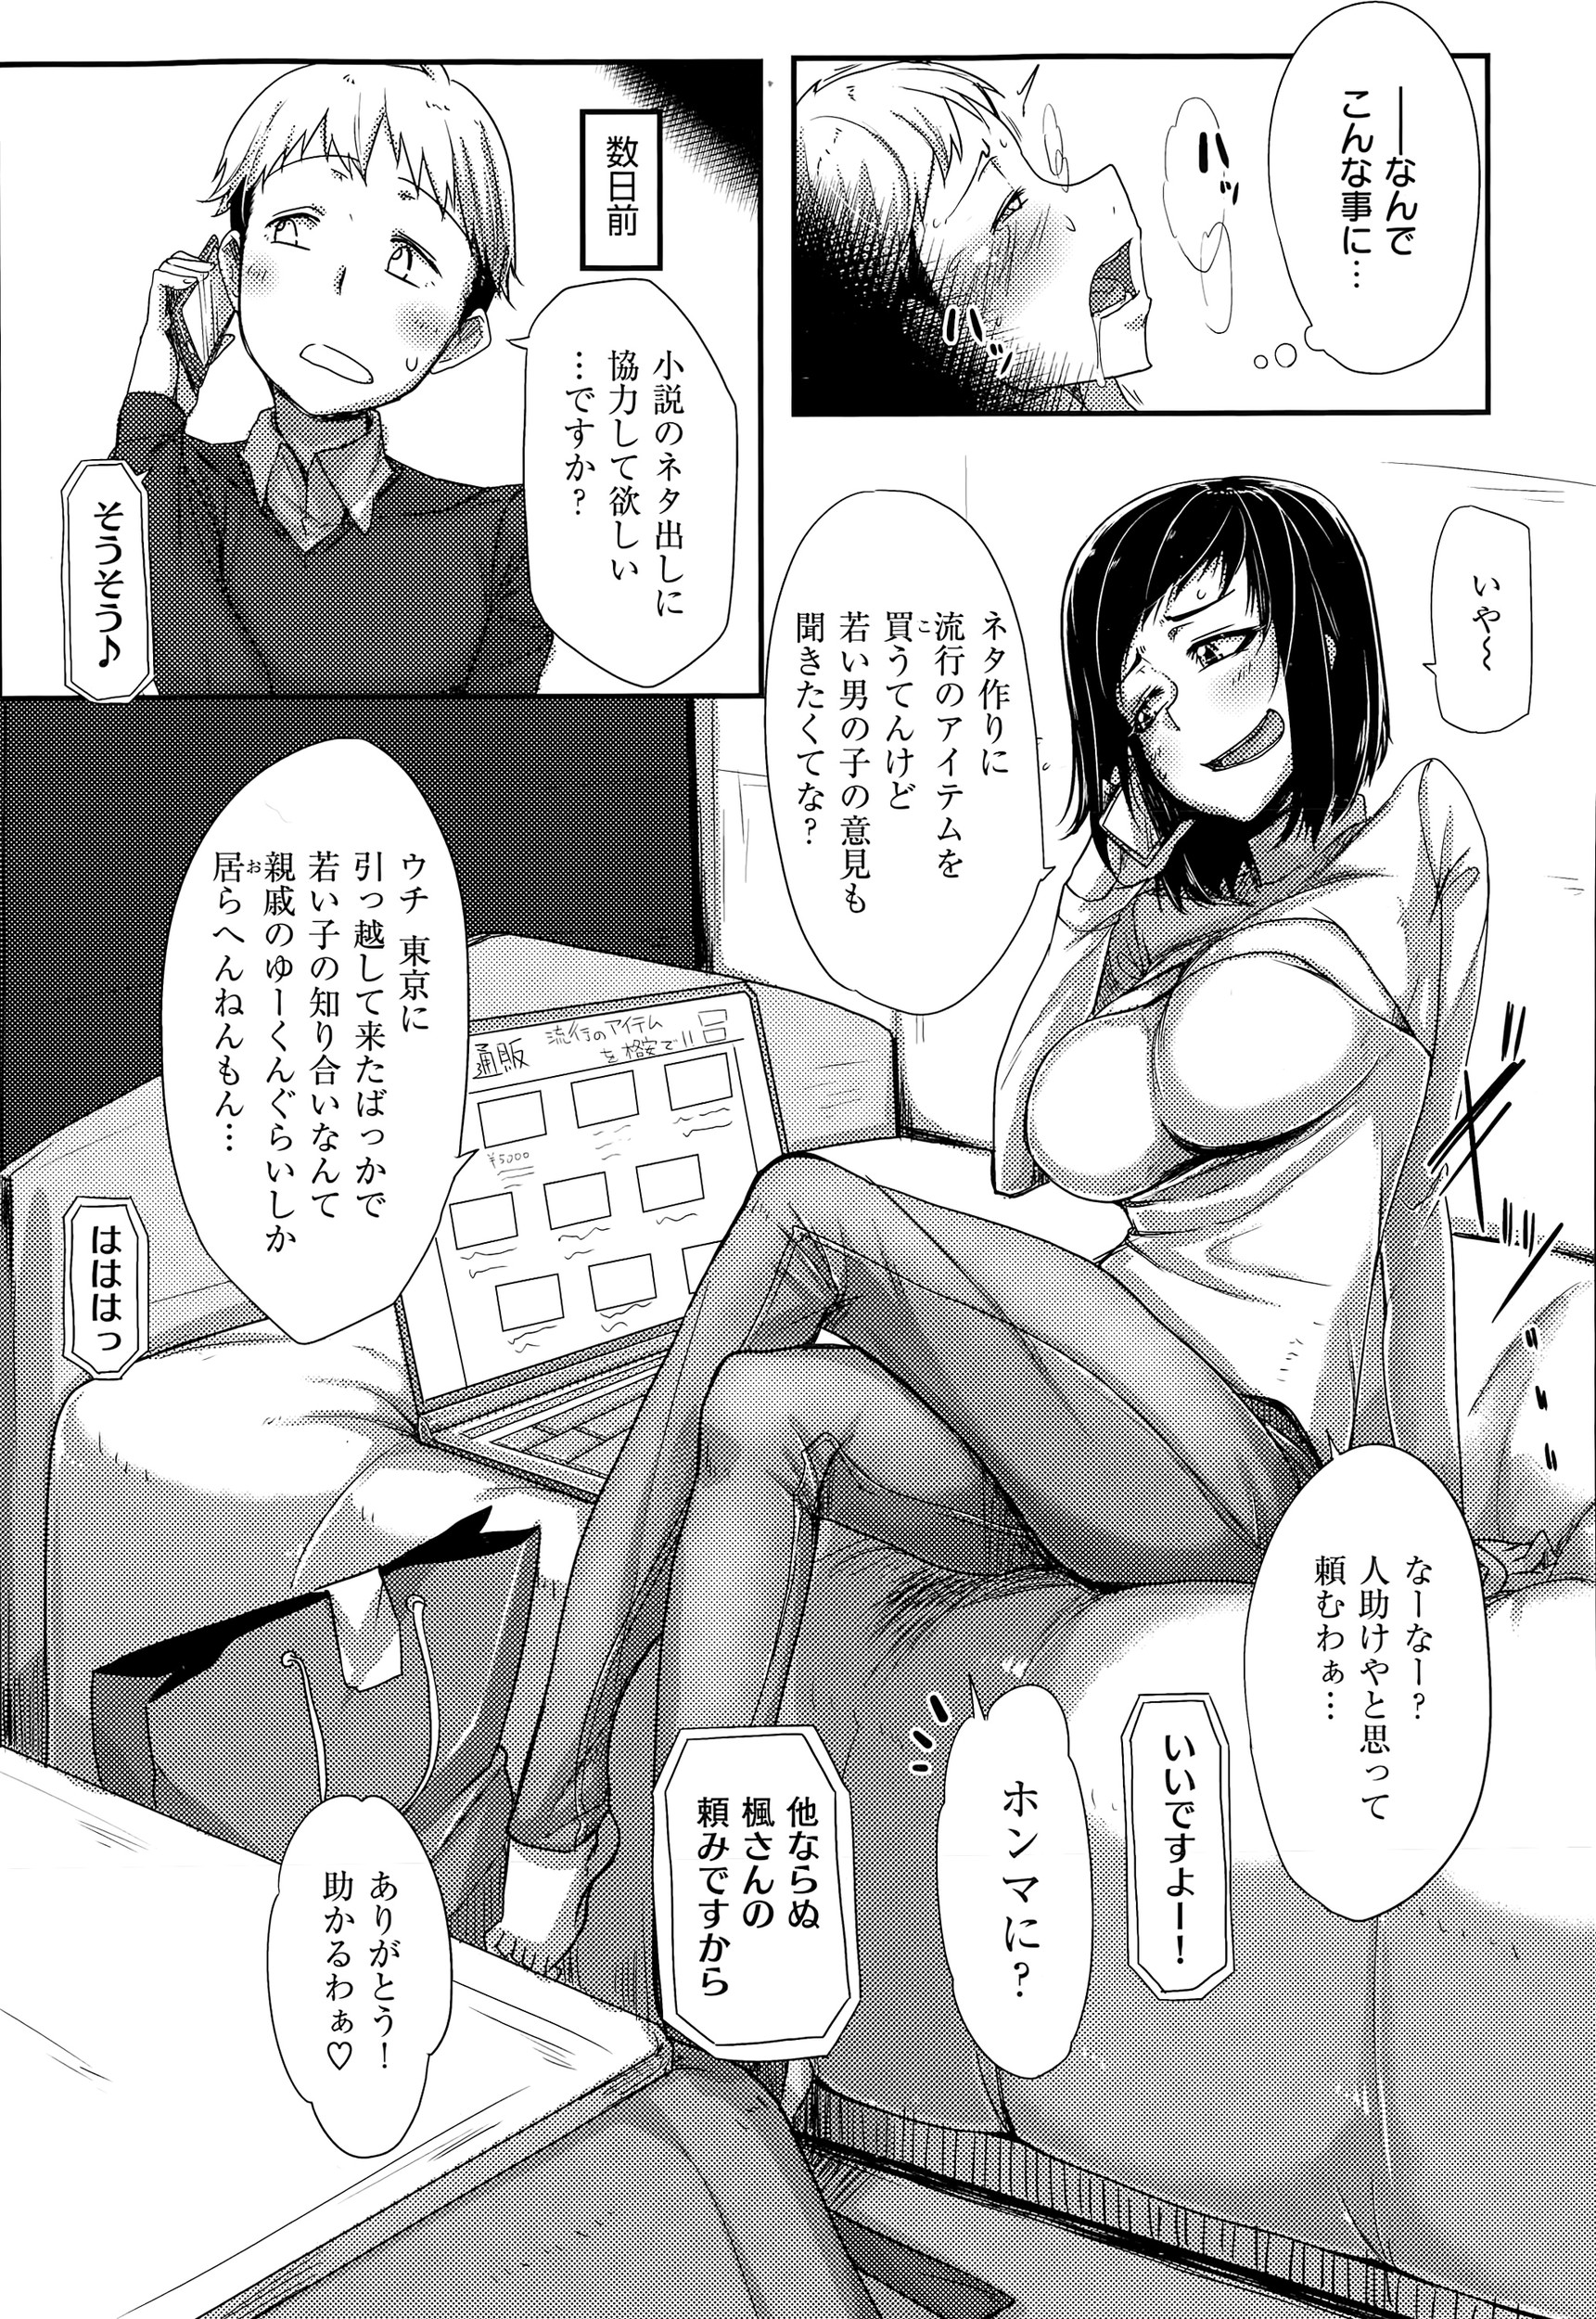 ――なんで
こんな事に…
ハッ
ハッ
数日前
小説のネタ出しに
協力して欲しい
…ですか?
そうそう♪
いや～
ネタ作りに
流行のアイテムを
買うてんけど
若い男の子の意見も
聞きたくてな?
ウチ 東京に
引っ越して来たばっかで
若い子の知り合いなんて
親戚のゆーくんぐらいしか
居らへんねんもん…
はははっ
通販
流行のアイテム
を格安で!!
¥5000
なーなー?
人助けやと思って
頼むわぁ…
いいですよー!
ホンマに?
他ならぬ
楓さんの
頼みですから
ありがとう!
助かるわぁ♡